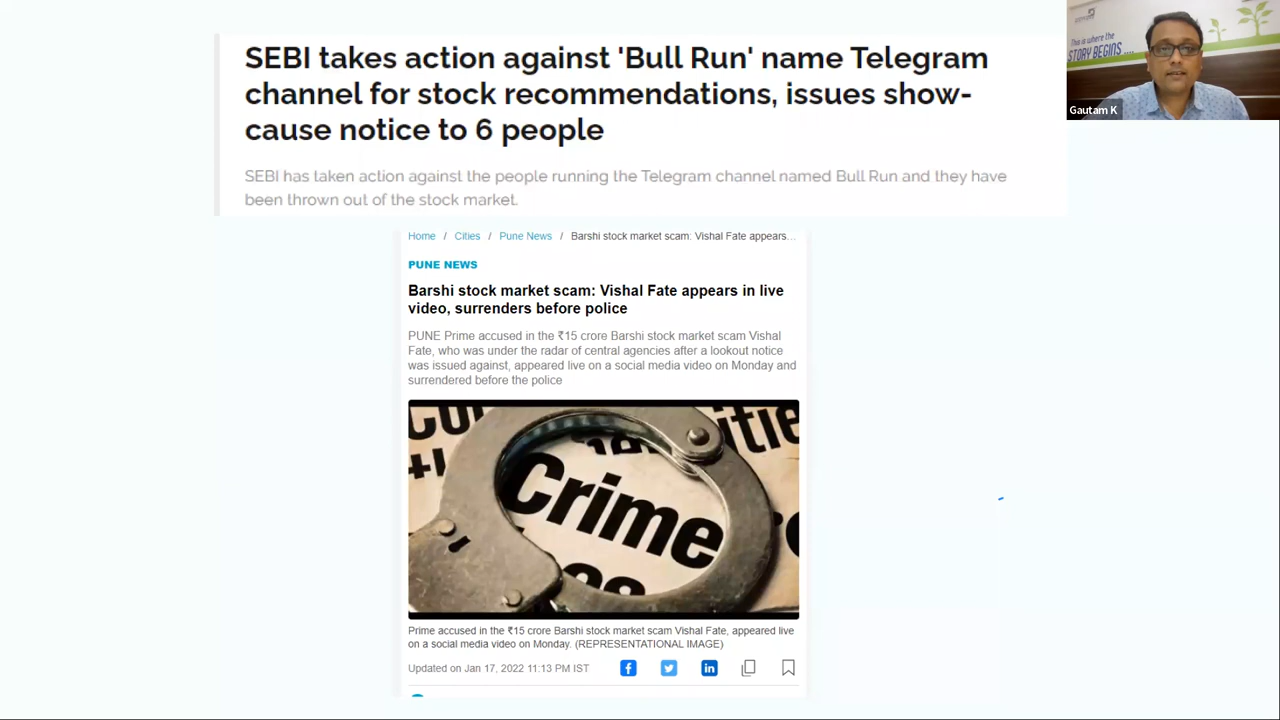 SEBI takes action against 'Bull Run' name Telegram
channel for stock recommendations, issues show-
cause notice to 6 people
SEBI has taken action against the people running the Telegram channel named Bull Run and they have
been thrown out of the stock market.
This is where the
STORY BEGINS ....
Gautam K
Home / Cities / Pune News / Barshi stock market scam: Vishal Fate appears...
PUNE NEWS
Barshi stock market scam: Vishal Fate appears in live
video, surrenders before police
PUNE Prime accused in the ₹15 crore Barshi stock market scam Vishal
Fate, who was under the radar of central agencies after a lookout notice
was issued against, appeared live on a social media video on Monday and
surrendered before the police
Crime
Prime accused in the ₹15 crore Barshi stock market scam Vishal Fate, appeared live
on a social media video on Monday. (REPRESENTATIONAL IMAGE)
Updated on Jan 17, 2022 11:13 PM IST